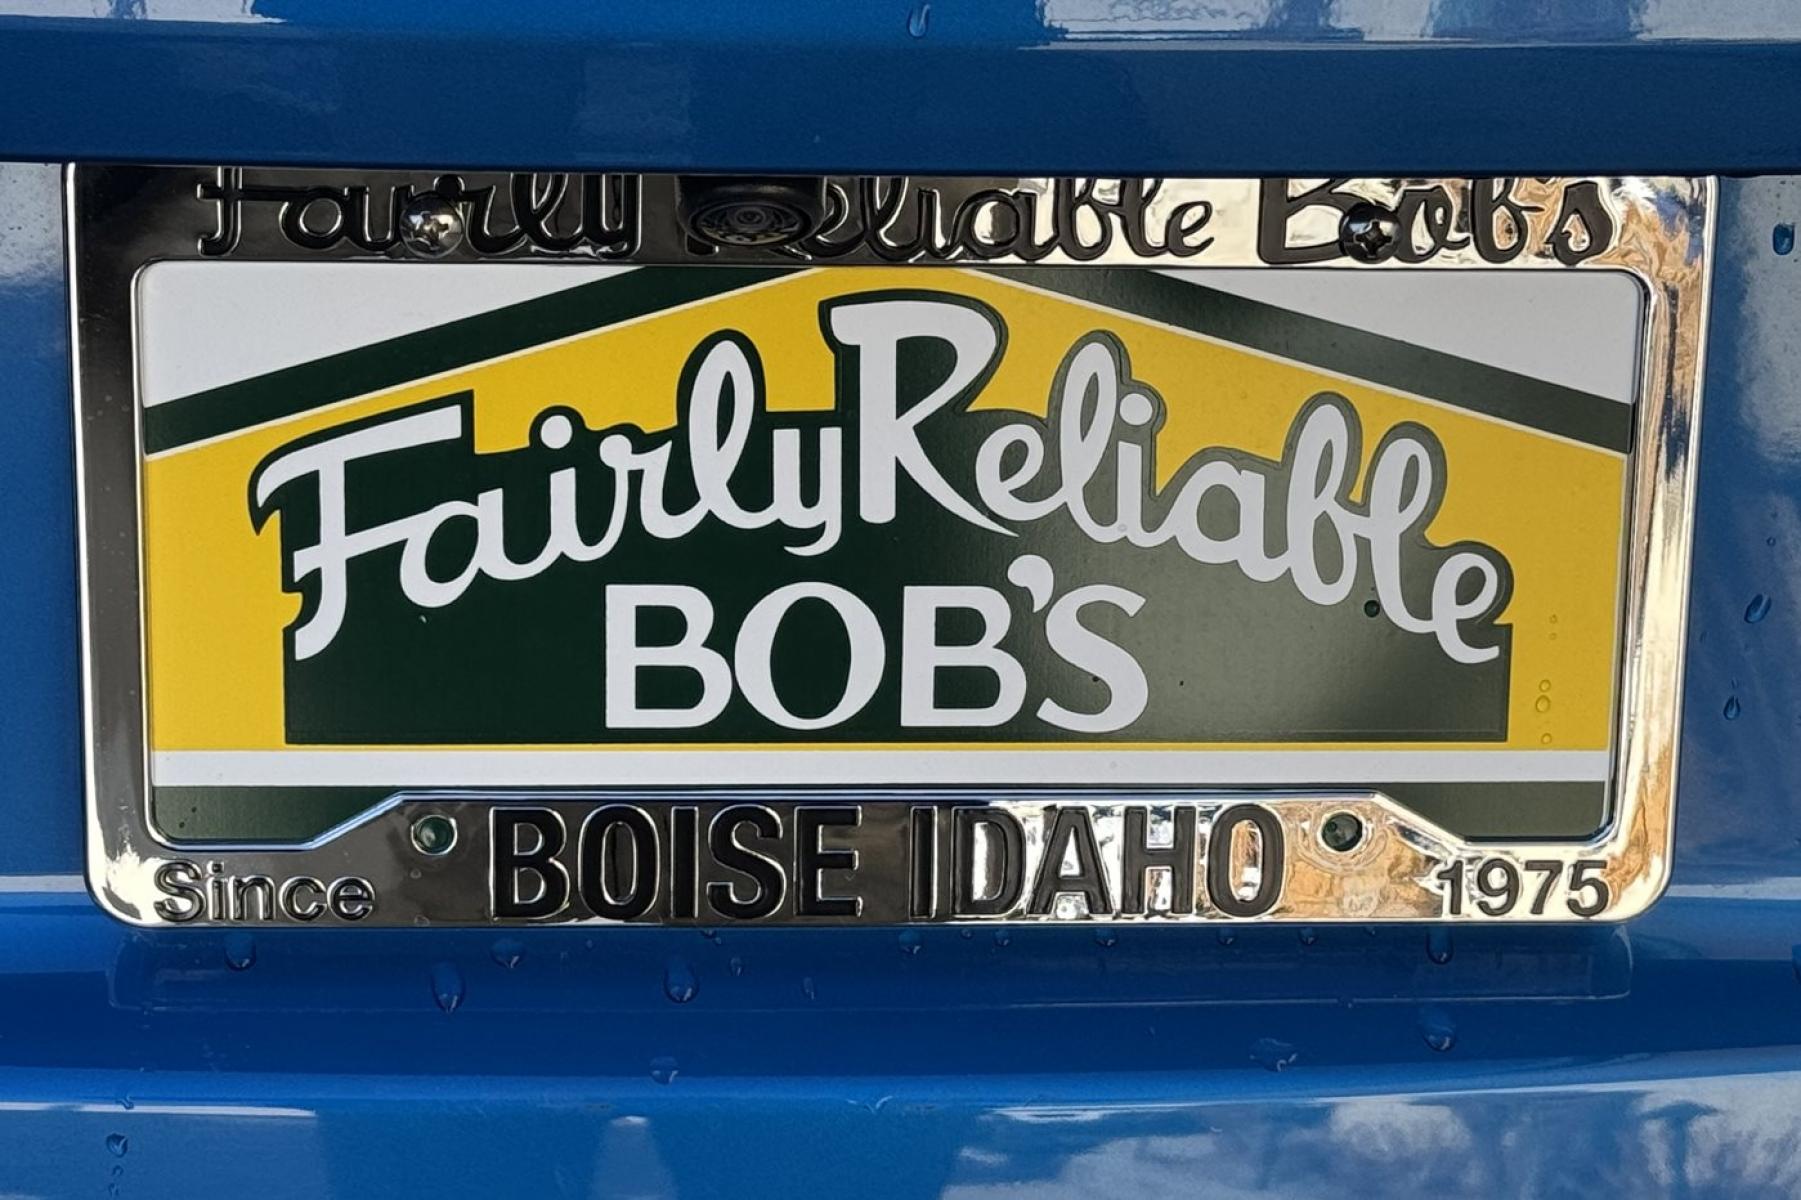 Fairly Reliable Bob's
Fairly Reliable
BOB'S
BOISE IDAHO
Since 1975